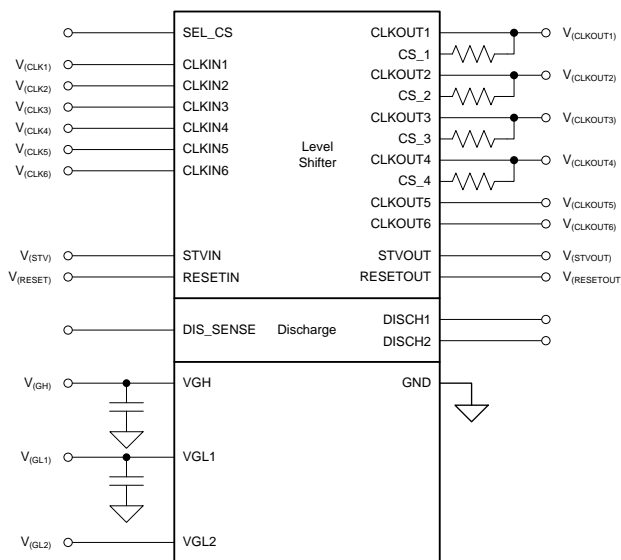 SEL_CS
CLKOUT1
V(CLKOUT1)
CS_1
V(CLK1)
CLKIN1
CLKOUT2
V(CLKOUT2)
V(CLK2)
CLKIN2
CS_2
V(CLK3)
CLKIN3
CLKOUT3
V(CLKOUT3)
V(CLK4)
CLKIN4
CS_3
V(CLK5)
CLKIN5
Level
Shifter
CLKOUT4
V(CLKOUT4)
V(CLK6)
CLKIN6
CS_4
CLKOUT5
V(CLKOUT5)
CLKOUT6
V(CLKOUT6)
V(STV)
STVIN
STVOUT
V(STVOUT)
V(RESET)
RESETIN
RESETOUT
V(RESETOUT
DISCH1
DIS_SENSE
Discharge
DISCH2
V(GH)
VGH
GND
V(GL1)
VGL1
V(GL2)
VGL2